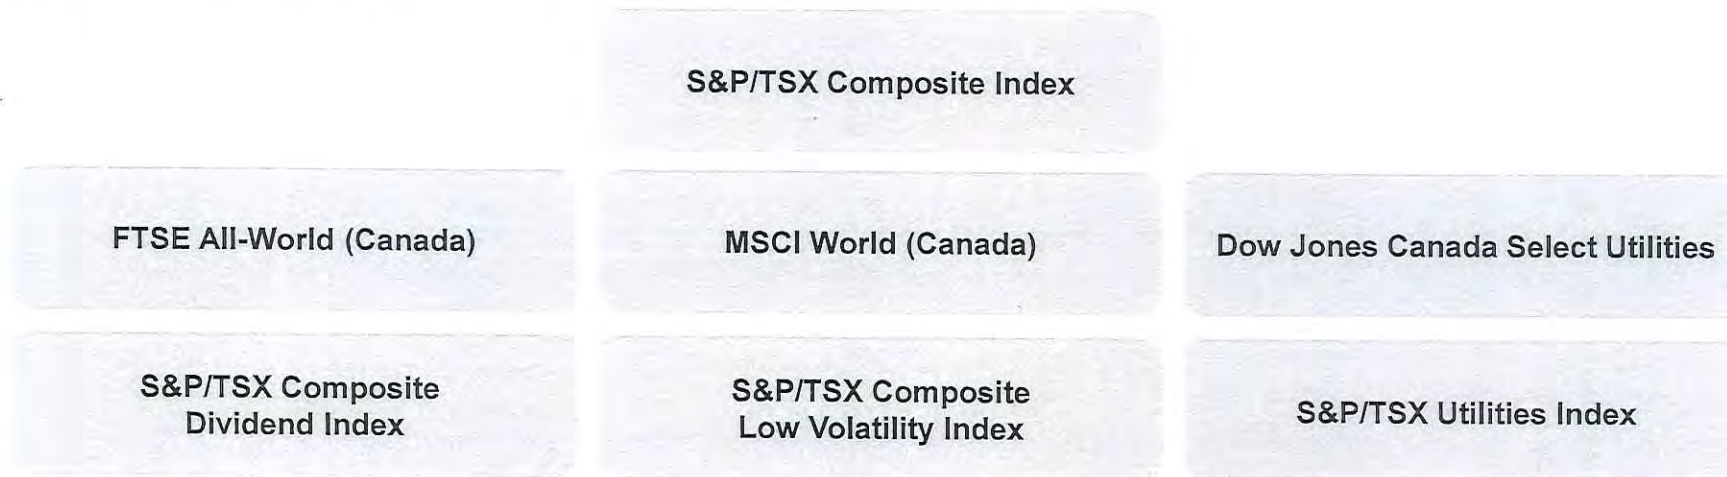 S&P/TSX Composite Index
FTSE All-World (Canada)
MSCI World (Canada)
Dow Jones Canada Select Utilities
S&P/TSX Composite
Dividend Index
S&P/TSX Composite
Low Volatility Index
S&P/TSX Utilities Index